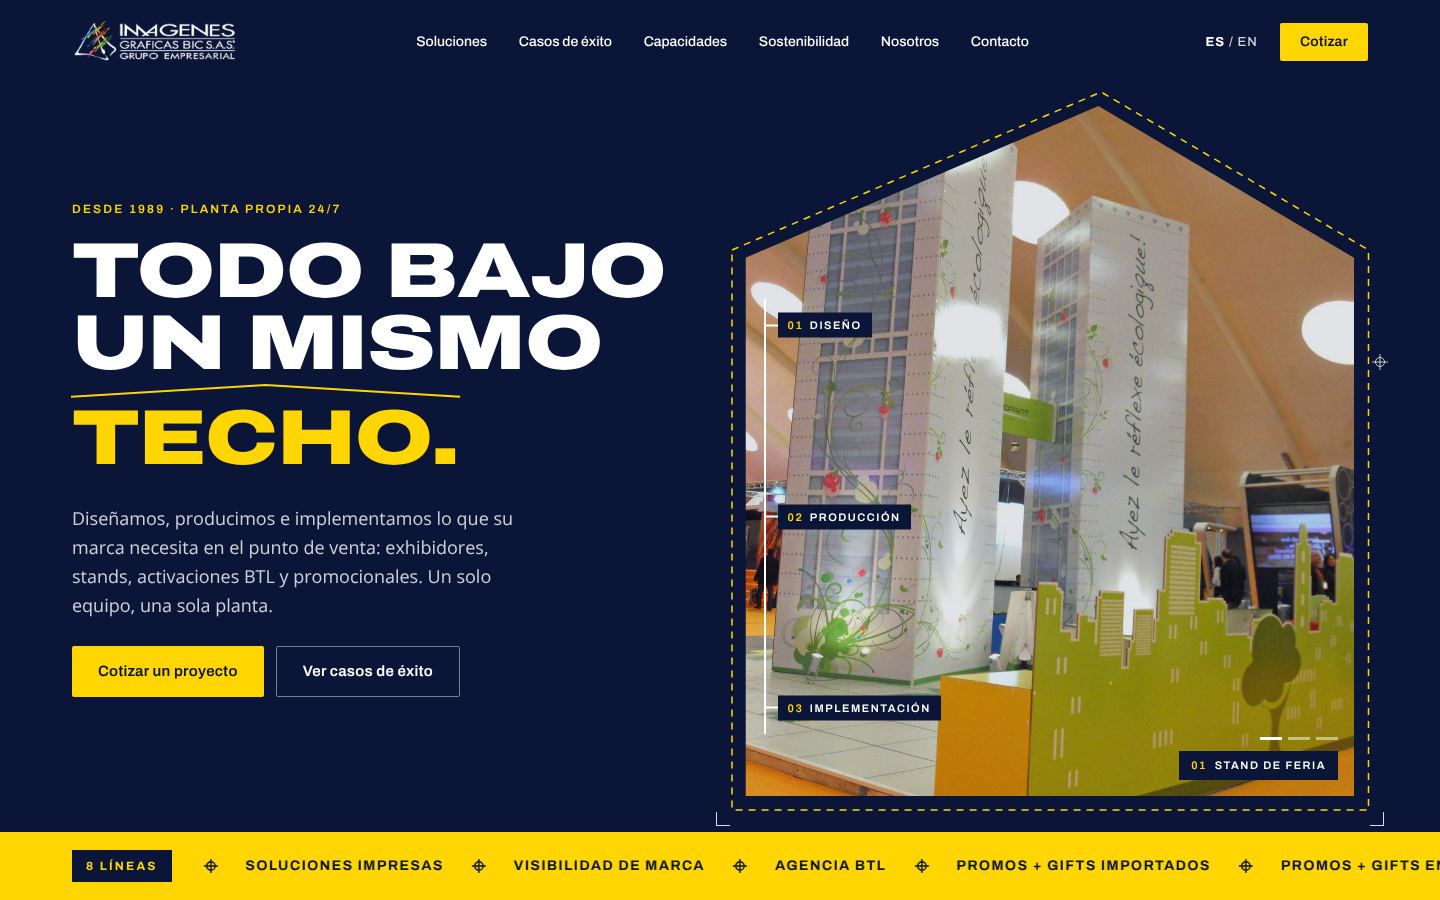 IMAGENES
GRAFICAS BIC S.A.S.
GRUPO EMPRESARIAL
Soluciones
Casos de éxito
Capacidades
Sostenibilidad
Nosotros
Contacto
ES / EN
Cotizar
DESDE 1989 · PLANTA PROPIA 24/7
TODO BAJO
UN MISMO
TECHO.
Diseñamos, producimos e implementamos lo que su
marca necesita en el punto de venta: exhibidores,
stands, activaciones BTL y promocionales. Un solo
equipo, una sola planta.
Cotizar un proyecto
Ver casos de éxito
Ayez le réfl écologique
Ayez le réflexe écologique!
01 DISEÑO
02 PRODUCCIÓN
03 IMPLEMENTACIÓN
01 STAND DE FERIA
8 LÍNEAS
SOLUCIONES IMPRESAS
VISIBILIDAD DE MARCA
AGENCIA BTL
PROMOS + GIFTS IMPORTADOS
PROMOS + GIFTS